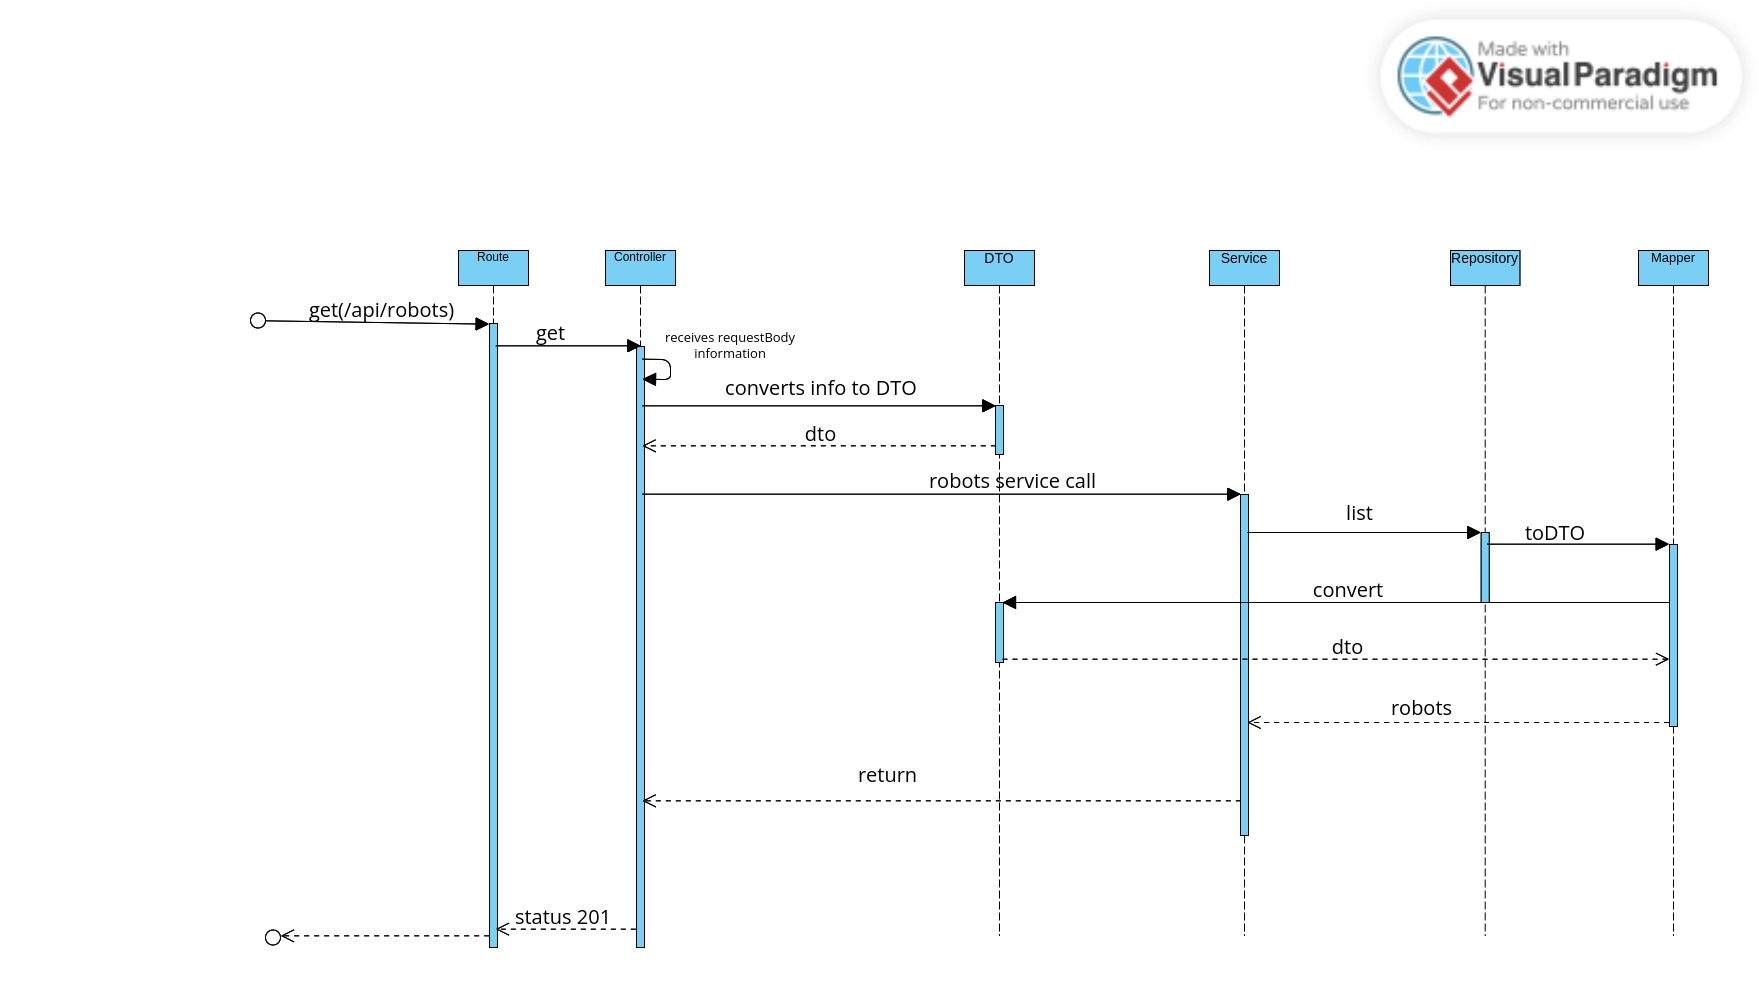 Made with
Visual Paradigm
For non-commercial use
Route
Controller
DTO
Service
Repository
Mapper
get(/api/robots)
get
receives requestBody
information
converts info to DTO
dto
robots service call
list
toDTO
convert
dto
robots
return
status 201